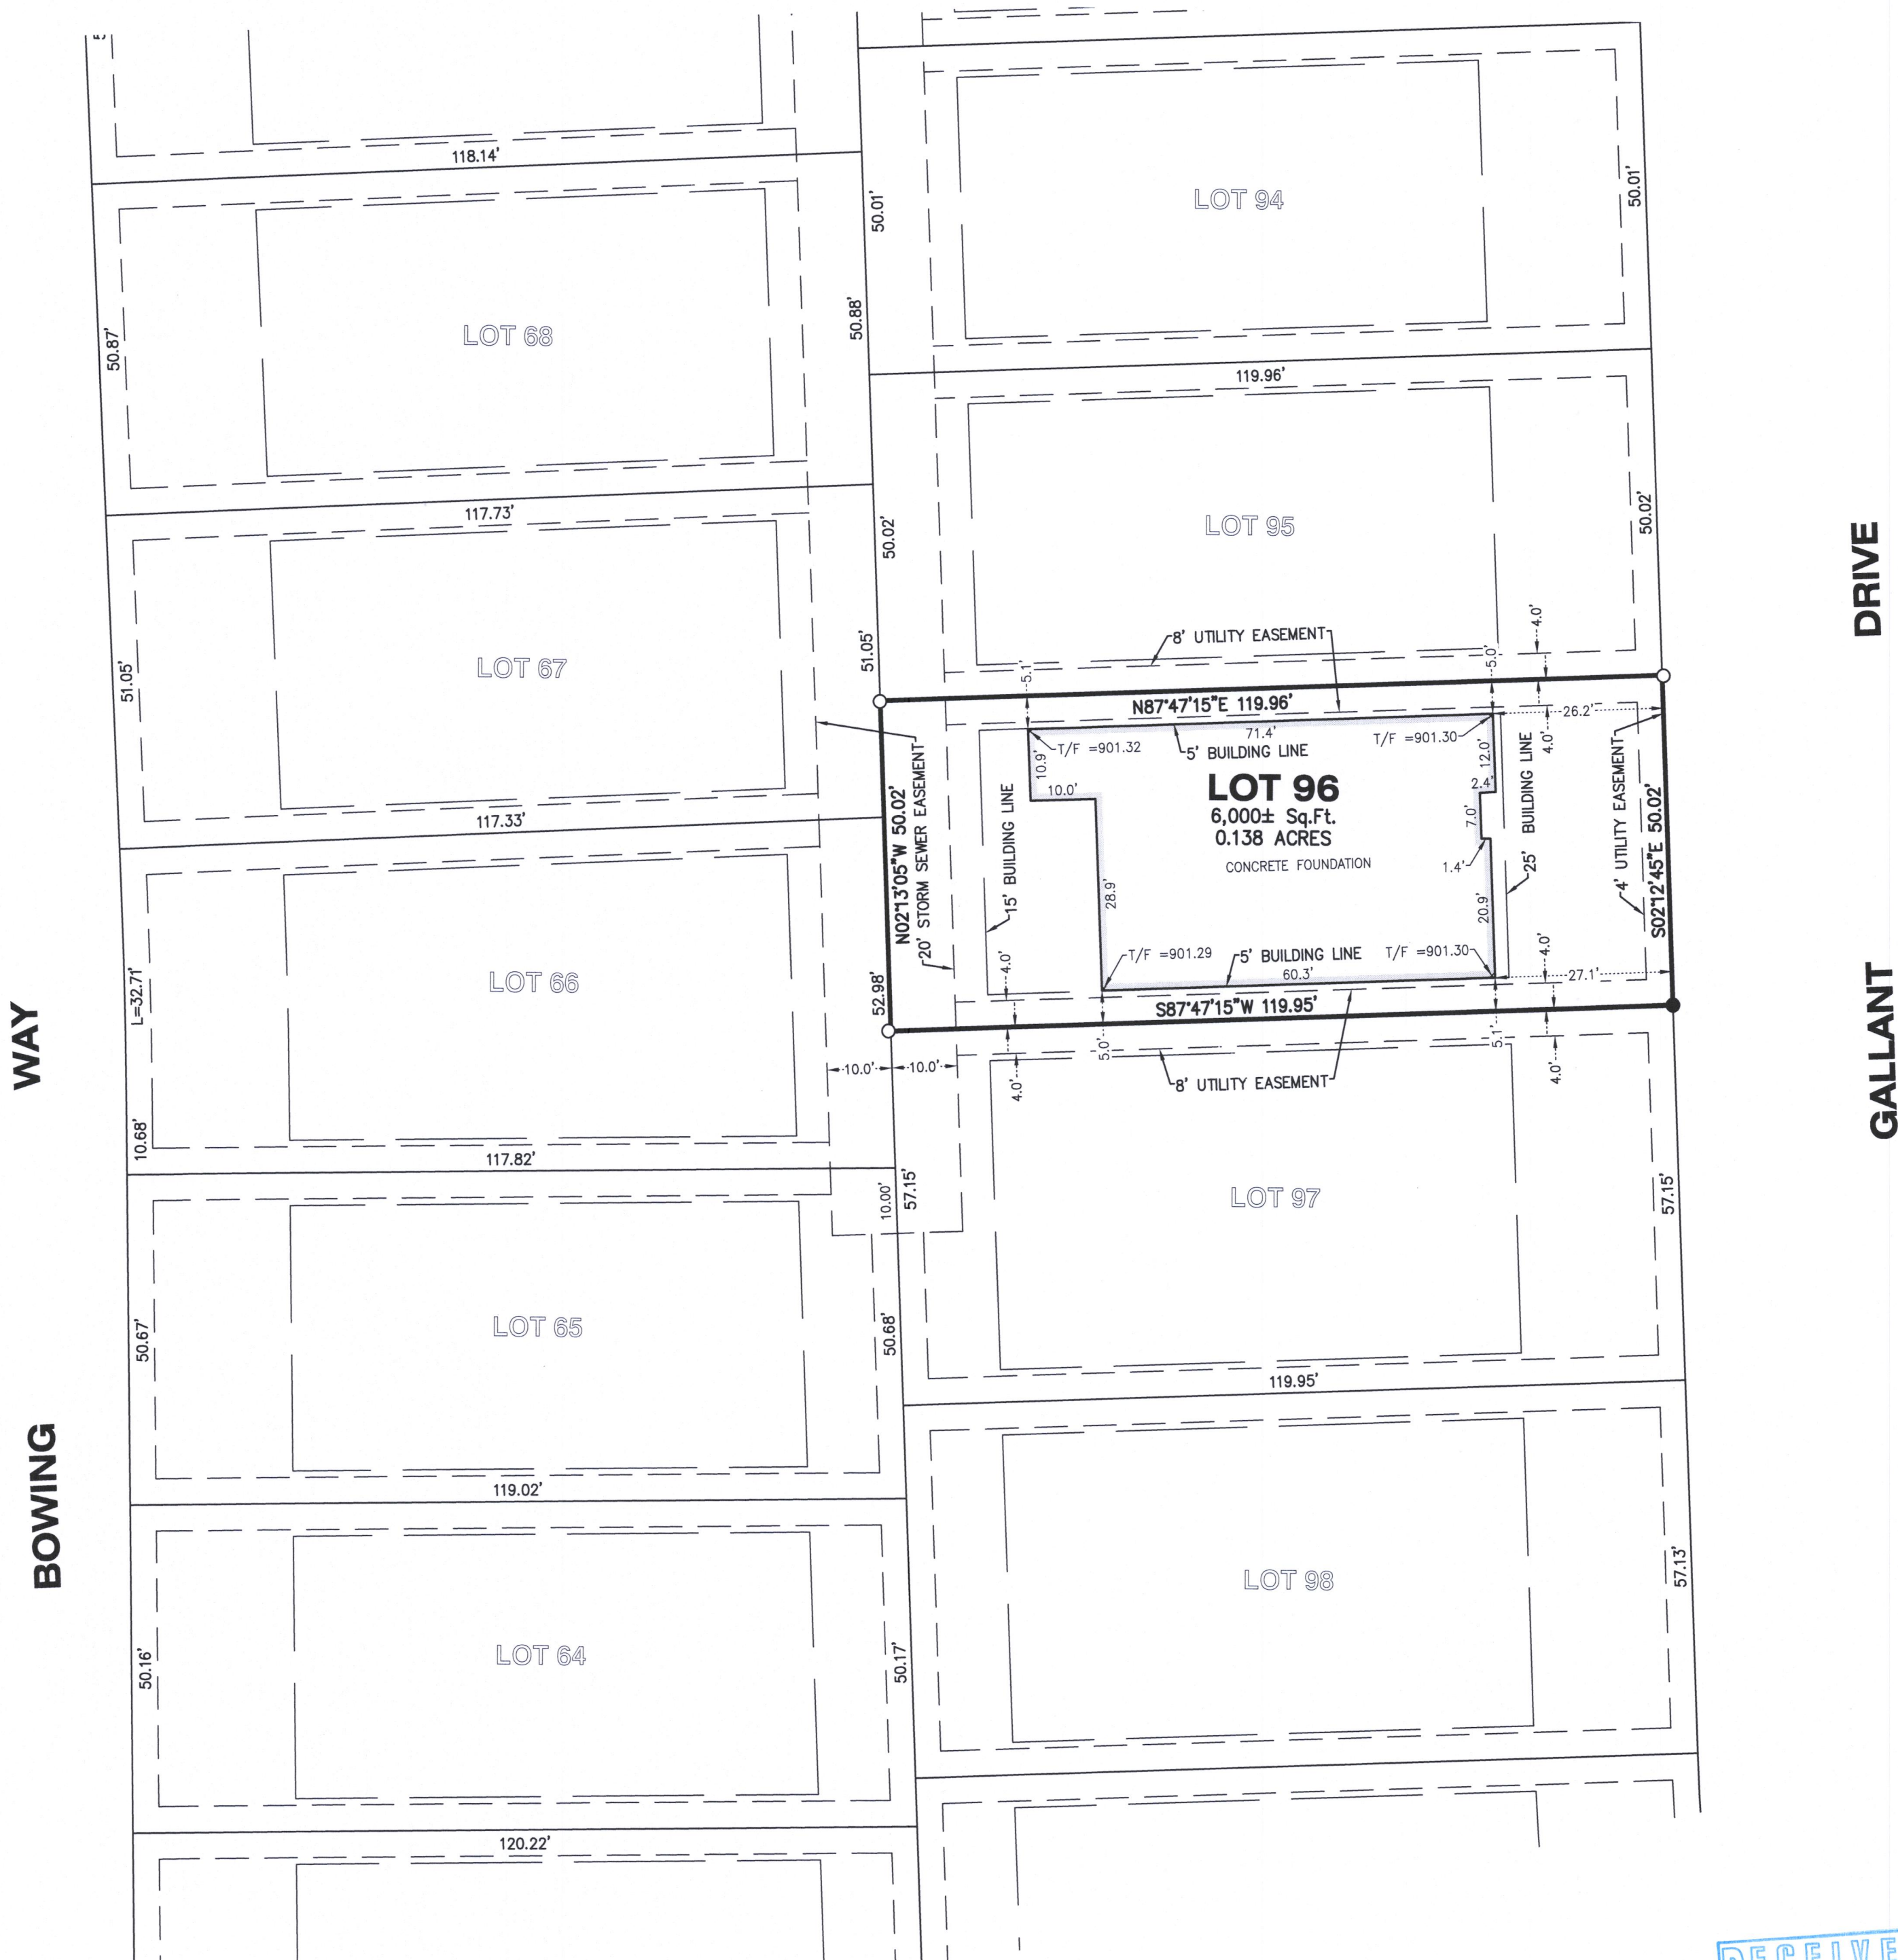 118.14'
50.01'
LOT 94
50.01'
50.87'
LOT 68
50.88'
119.96'
117.73'
50.02'
LOT 95
50.02'
DRIVE
51.05'
LOT 67
51.05'
8' UTILITY EASEMENT
4.0'
5.1'
5.0'
N87°47'15"E 119.96'
26.2'
71.4'
T/F =901.32
5' BUILDING LINE
T/F =901.30
4.0'
10.9'
10.0'
12.0'
2.4'
7.0'
1.4'
LOT 96
6,000± Sq.Ft.
0.138 ACRES
CONCRETE FOUNDATION
117.33'
N02°13'05"W 50.02'
20' STORM SEWER EASEMENT
15' BUILDING LINE
25' BUILDING LINE
4' UTILITY EASEMENT
S02°12'45"E 50.02'
28.9'
20.9'
T/F =901.29
5' BUILDING LINE
T/F =901.30
60.3'
4.0'
4.0'
27.1'
S87°47'15"W 119.95'
L=32.71'
LOT 66
52.98'
WAY
GALLANT
10.0'
10.0'
4.0'
5.0'
8' UTILITY EASEMENT
5.1'
4.0'
10.68'
117.82'
10.00'
57.15'
LOT 97
57.15'
50.67'
LOT 65
50.68'
119.95'
BOWING
119.02'
50.16'
LOT 64
50.17'
LOT 98
57.13'
120.22'